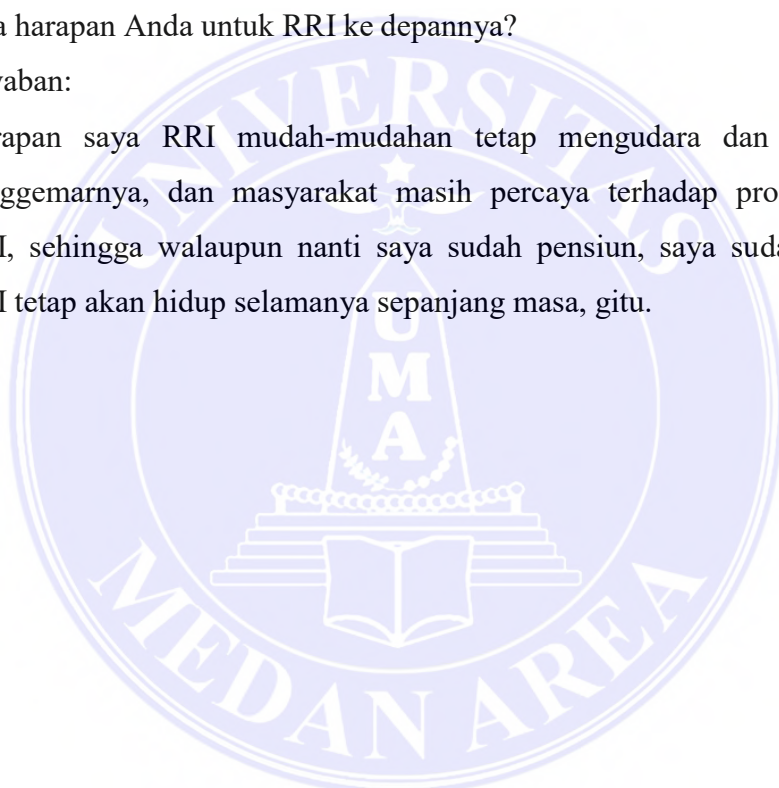 a harapan Anda untuk RRI ke depannya?
vaban:
rapan saya RRI mudah-mudahan tetap mengudara dan
ggemarnya, dan masyarakat masih percaya terhadap pro
I, sehingga walaupun nanti saya sudah pensiun, saya suda
I tetap akan hidup selamanya sepanjang masa, gitu.
UNIVERSITAS
UMA
MEDAN AREA